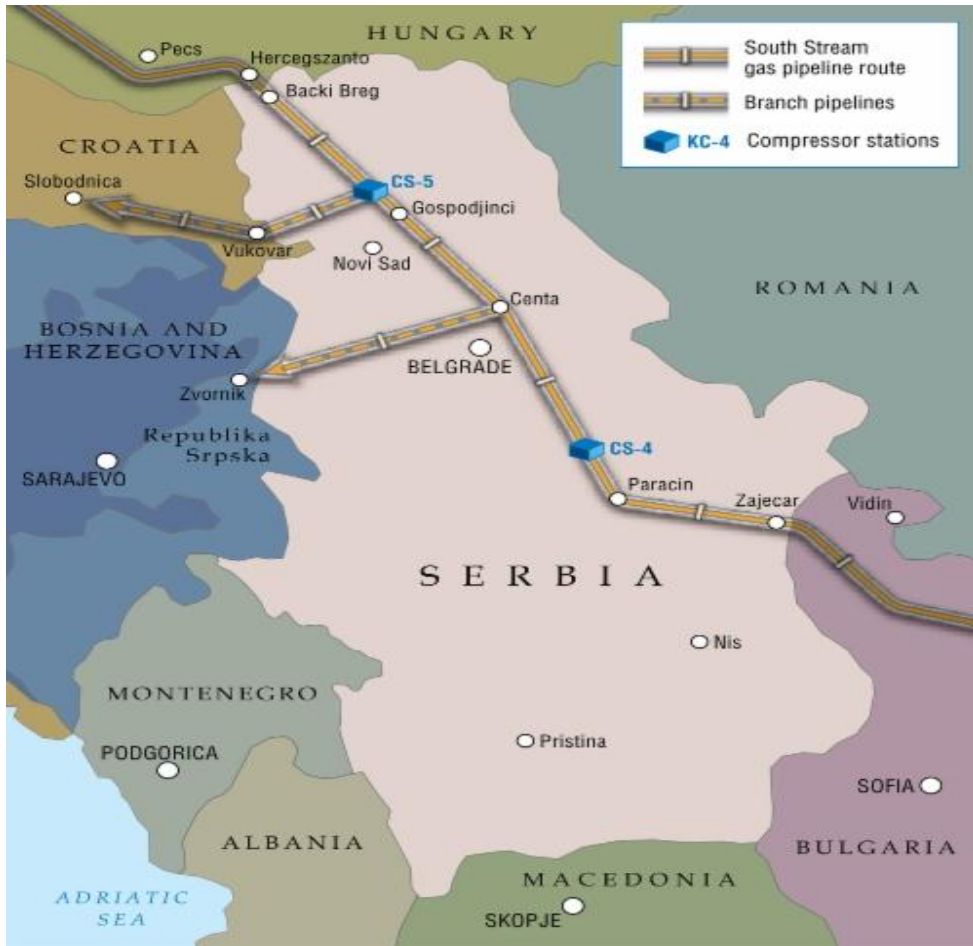 HUNGARY
South Stream
gas pipeline route
Branch pipelines
KC-4 Compressor stations
Pecs
Hercegszanto
Backi Breg
CROATIA
Slobodnica
CS-5
Gospodjinci
Vukovar
Novi Sad
ROMANIA
Centa
BOSNIA AND
HERZEGOVINA
BELGRADE
Zvornik
Republika
Srpska
CS-4
SARAJEVO
Paracin
Zajecar
Vidin
SERBIA
Nis
MONTENEGRO
Pristina
PODGORICA
SOFIA
ALBANIA
BULGARIA
MACEDONIA
ADRIATIC
SEA
SKOPJE